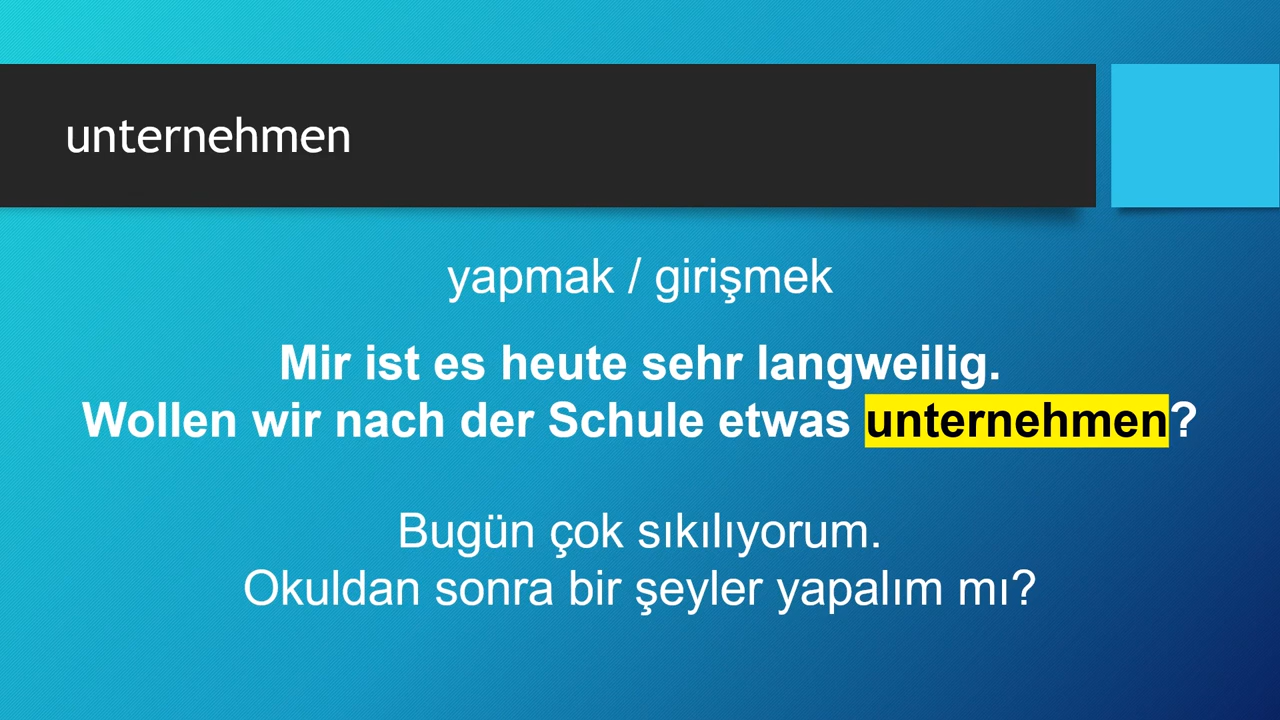 unternehmen
yapmak / girişmek
Mir ist es heute sehr langweilig.
Wollen wir nach der Schule etwas unternehmen?
Bugün çok sıkılıyorum.
Okuldan sonra bir şeyler yapalım mı?